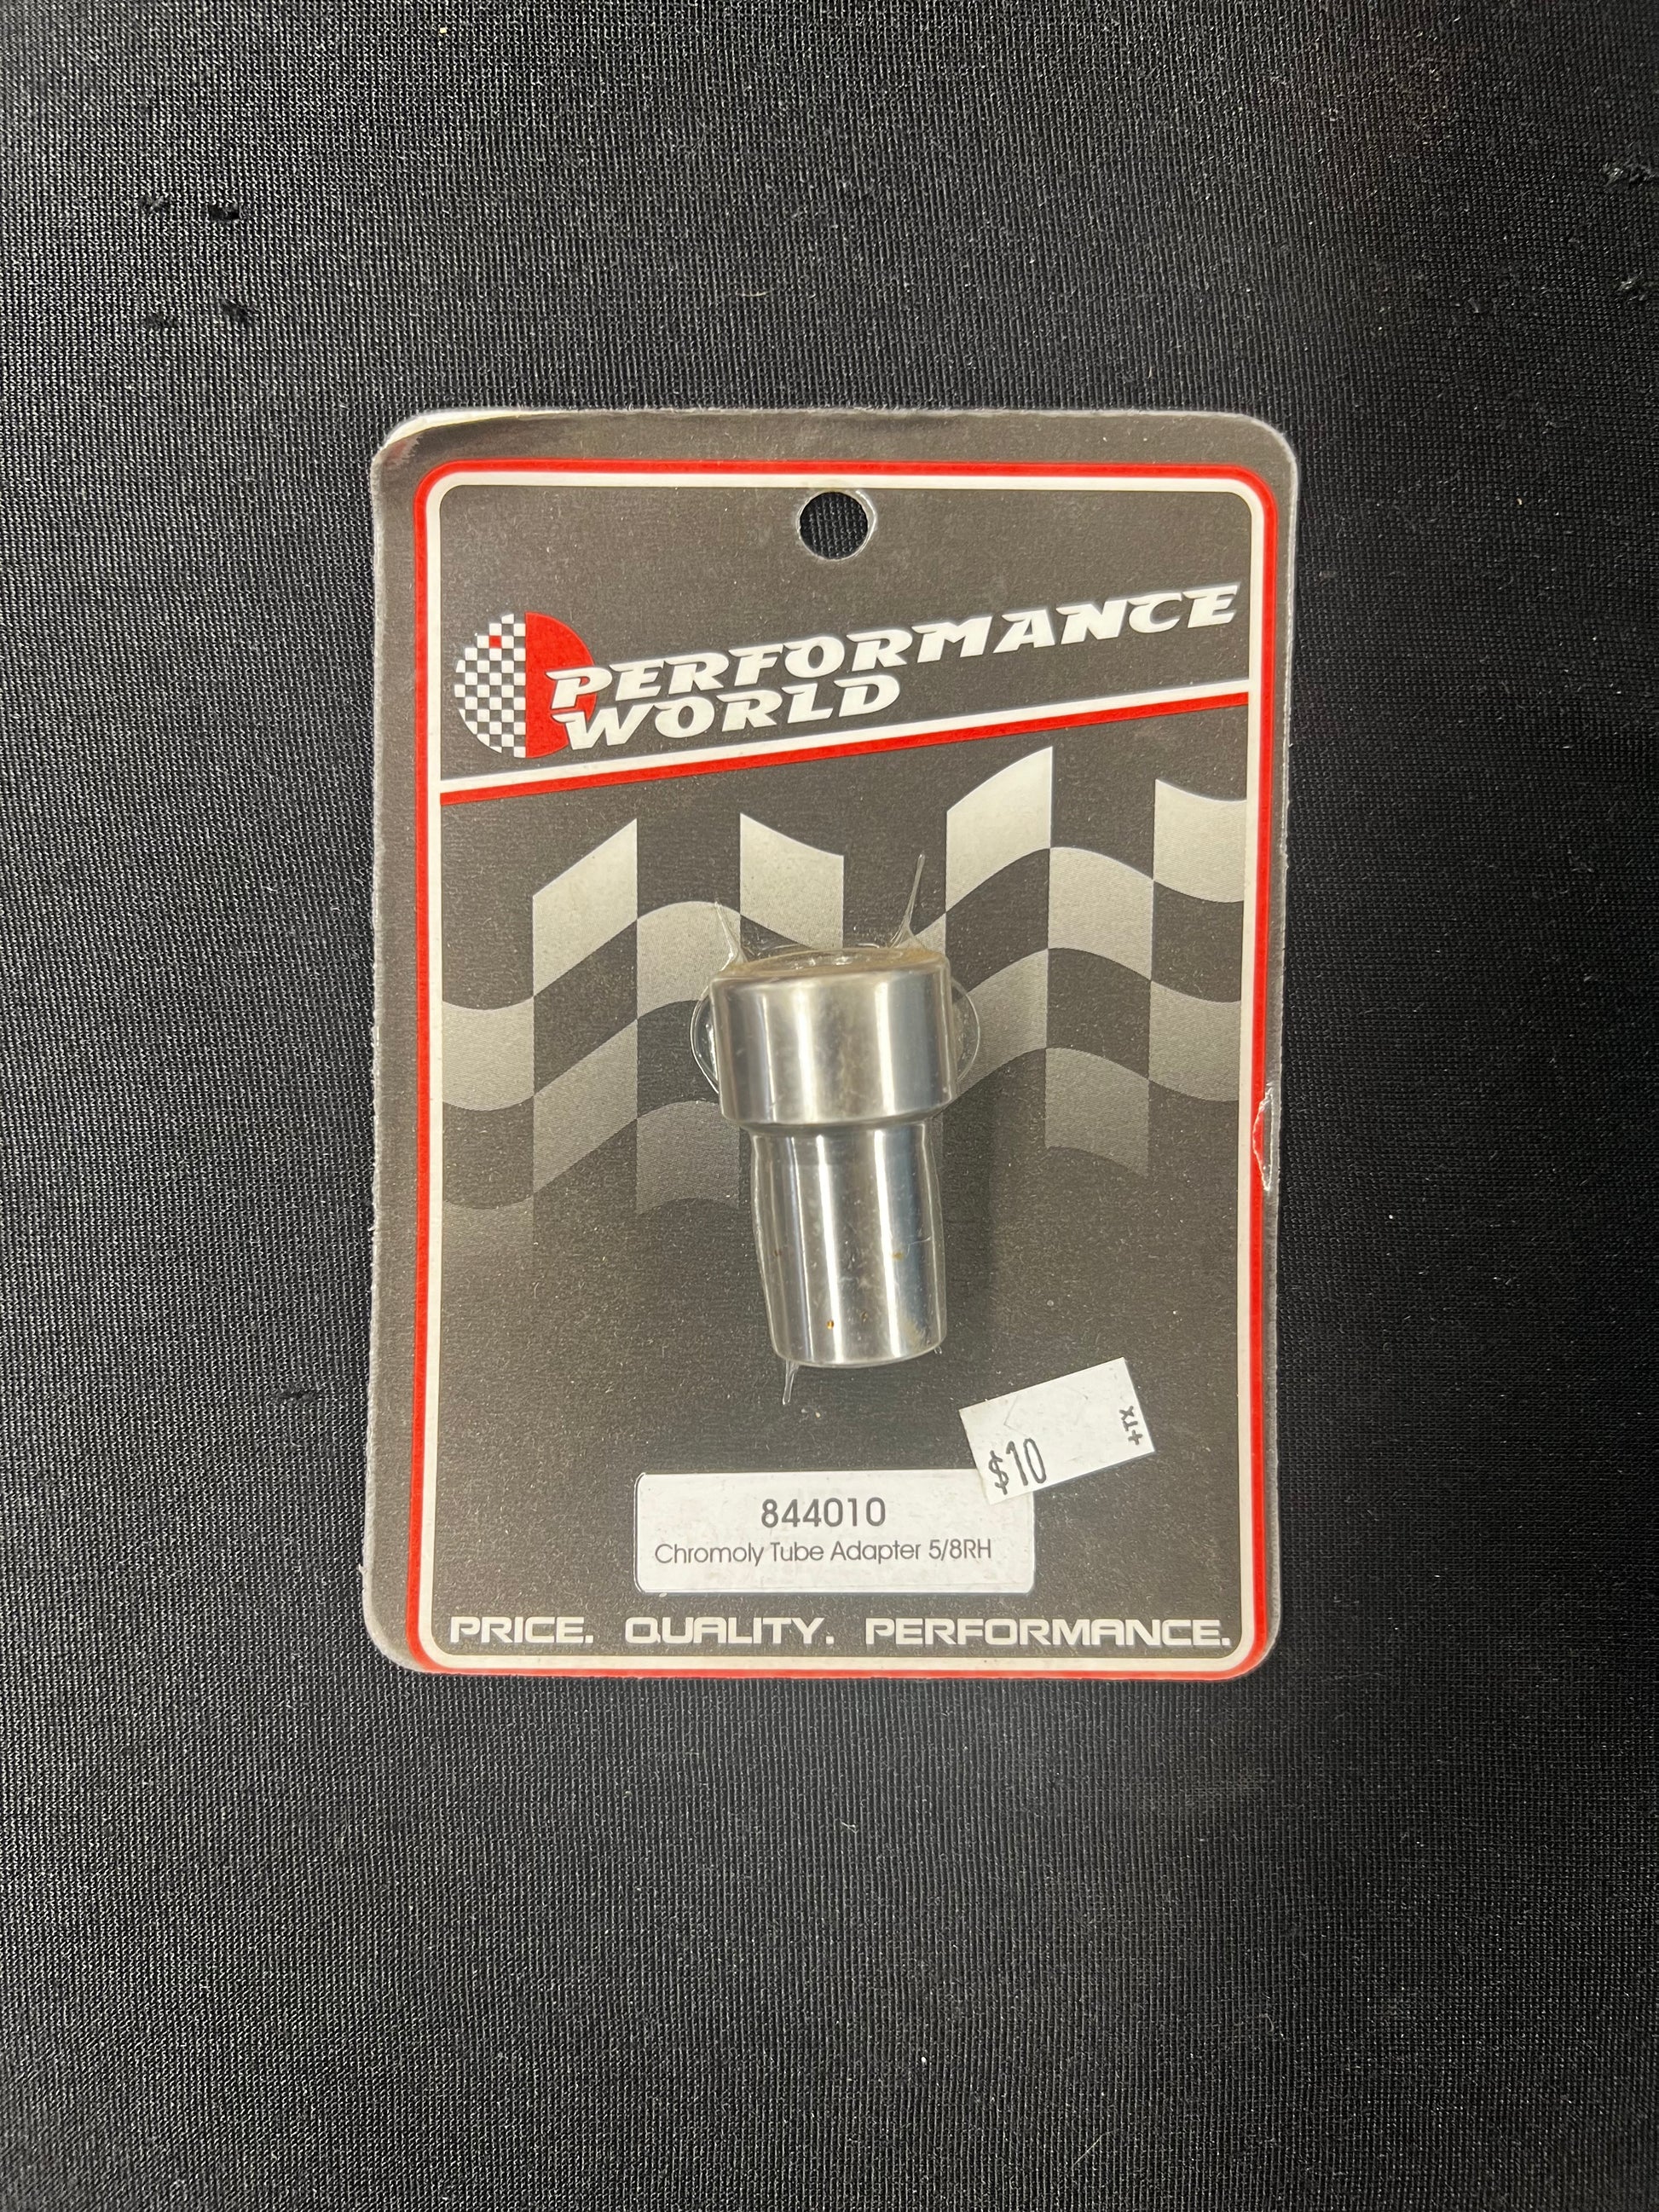 PERFORMANCE
WORLD
$10
+TX
844010
Chromoly Tube Adapter 5/8RH
PRICE. QUALITY. PERFORMANCE.